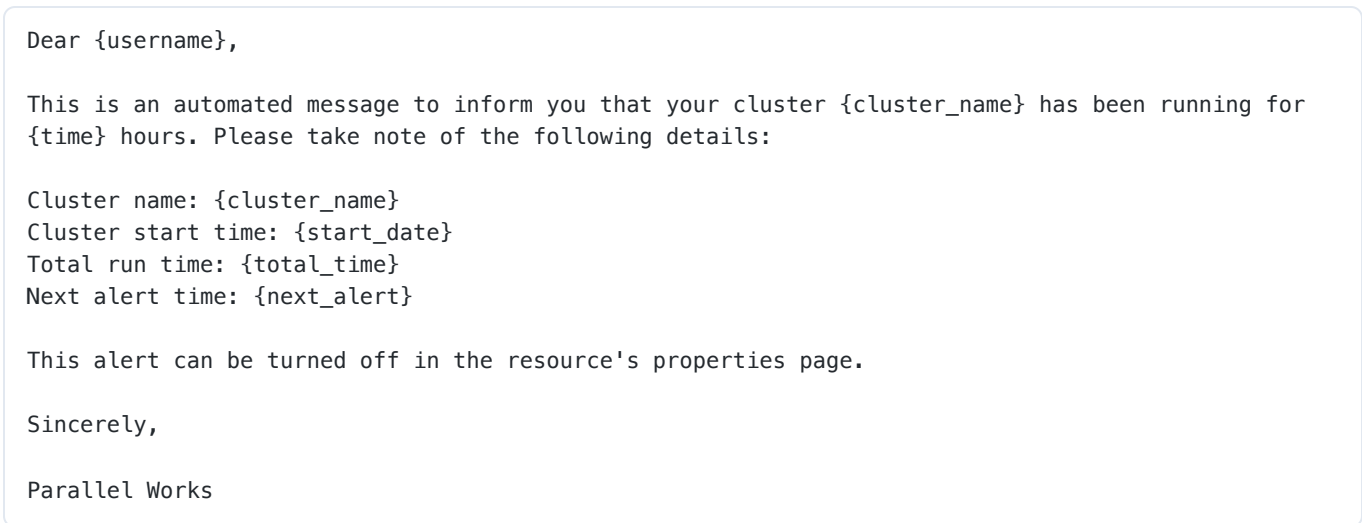 Dear {username},
This is an automated message to inform you that your cluster {cluster_name} has been running for
{time} hours. Please take note of the following details:
Cluster name: {cluster_name}
Cluster start time: {start_date}
Total run time: {total_time}
Next alert time: {next_alert}
This alert can be turned off in the resource's properties page.
Sincerely,
Parallel Works